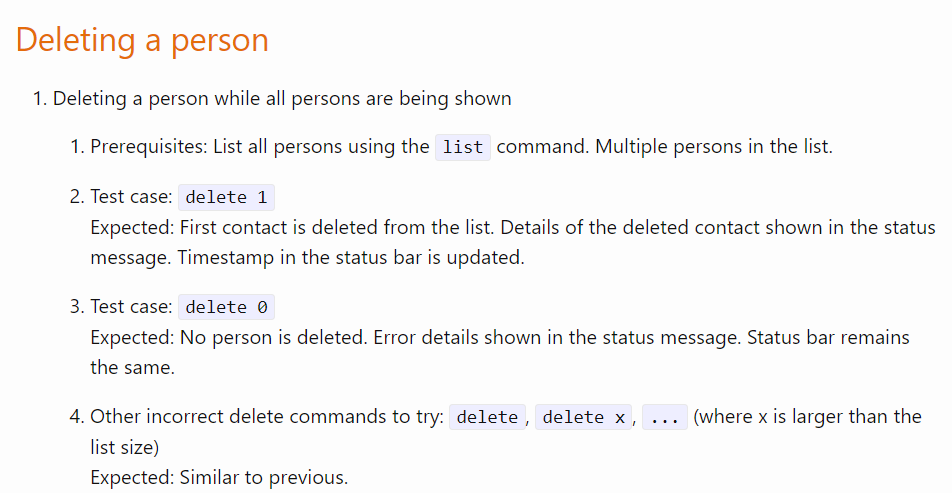 Deleting a person
1. Deleting a person while all persons are being shown
1. Prerequisites: List all persons using the list command. Multiple persons in the list.
2. Test case: delete 1
Expected: First contact is deleted from the list. Details of the deleted contact shown in the status
message. Timestamp in the status bar is updated.
3. Test case: delete 0
Expected: No person is deleted. Error details shown in the status message. Status bar remains
the same.
4. Other incorrect delete commands to try: delete, delete x, ... (where x is larger than the
list size)
Expected: Similar to previous.